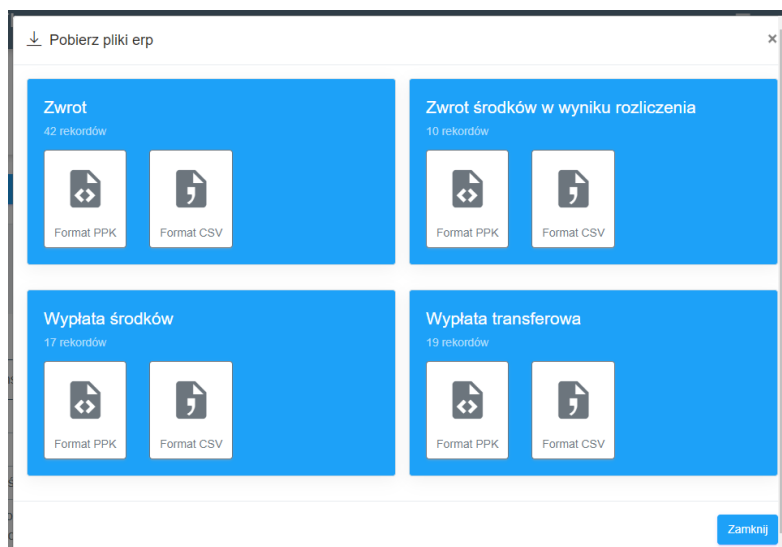 Pobierz pliki erp
×
Zwrot
42 rekordów
Format PPK
Format CSV
Zwrot środków w wyniku rozliczenia
10 rekordów
Format PPK
Format CSV
Wypłata środków
17 rekordów
Format PPK
Format CSV
Wypłata transferowa
19 rekordów
Format PPK
Format CSV
Zamknij